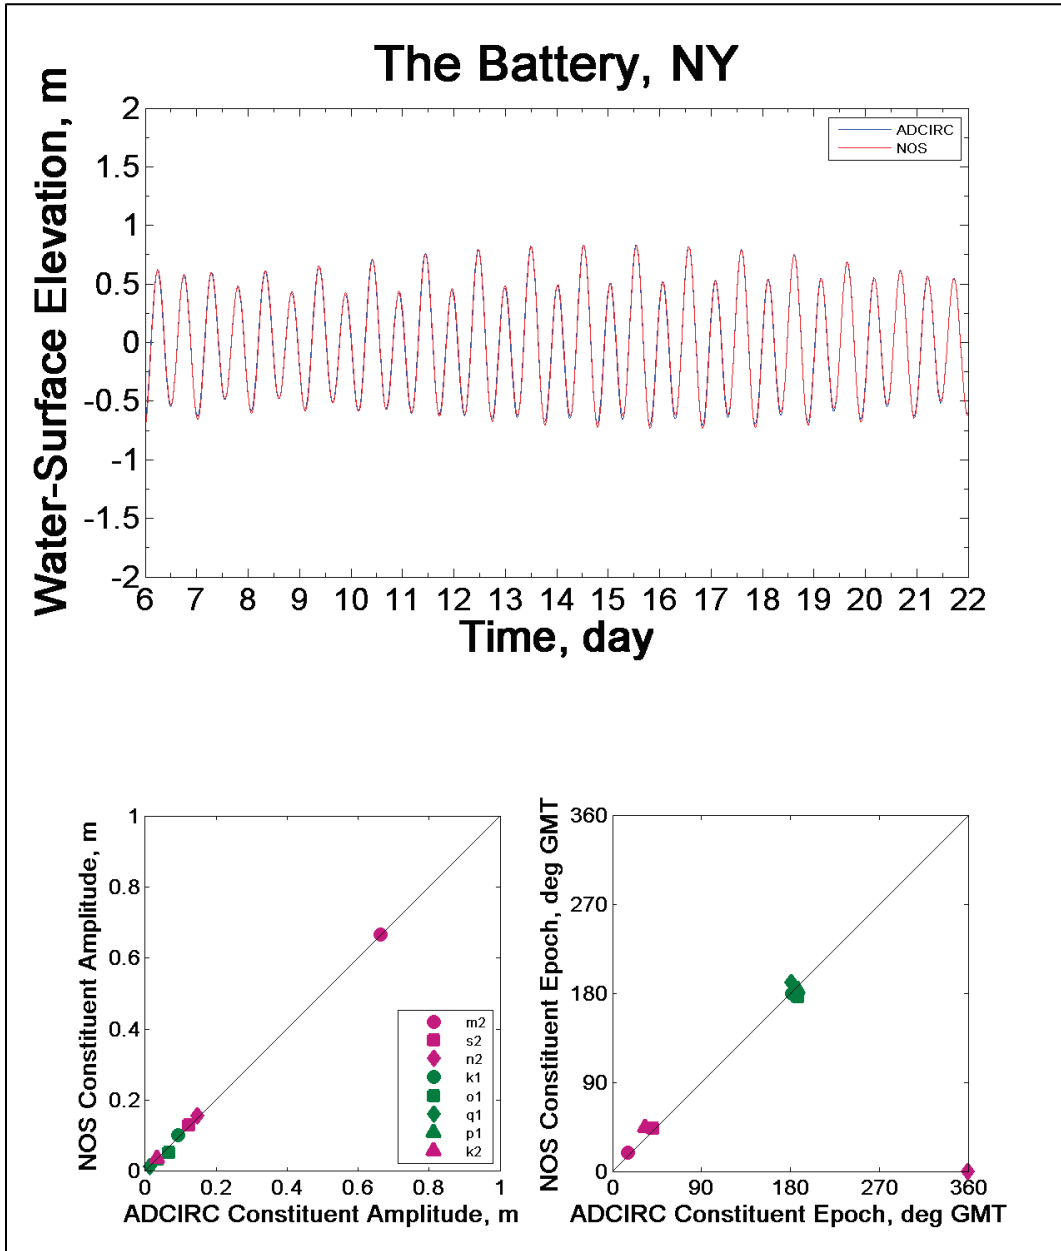 The Battery, NY
Water-Surface Elevation, m
2
1.5
1
0.5
0
-0.5
-1
-1.5
-2
ADCIRC
NOS
6 7 8 9 10 11 12 13 14 15 16 17 18 19 20 21 22
Time, day
NOS Constituent Amplitude, m
1
0.8
0.6
0.4
0.2
0
m2
s2
n2
k1
o1
q1
p1
k2
0 0.2 0.4 0.6 0.8 1
ADCIRC Constituent Amplitude, m
NOS Constituent Epoch, deg GMT
360
270
180
90
0
0 90 180 270 360
ADCIRC Constituent Epoch, deg GMT